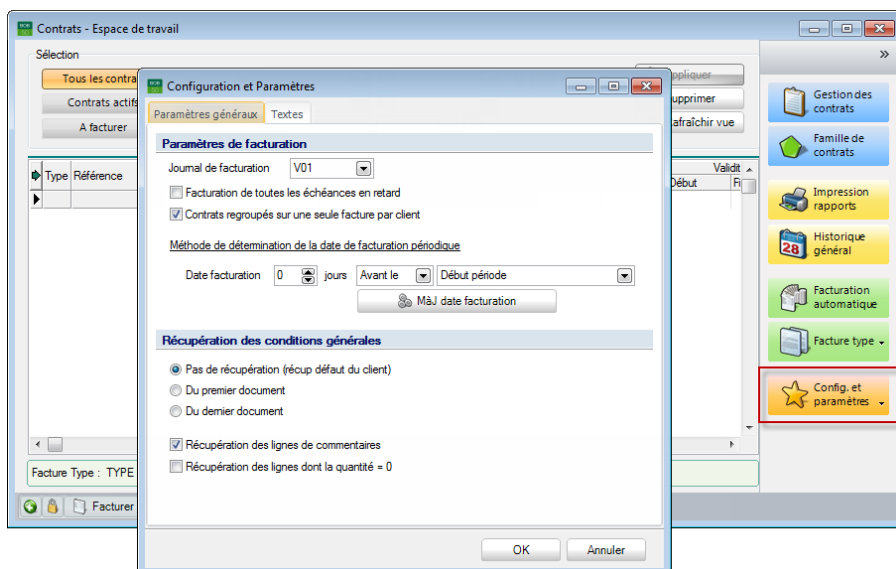 Contrats - Espace de travail
Sélection
Tous les contra
Contrats actifs
A facturer
ppliquer
upprimer
afraîchir vue
Type Référence
Validit
Début Fi
Facture Type : TYPE
Facturer
»
Gestion des
contrats
Famille de
contrats
Impression
rapports
28
Historique
général
Facturation
automatique
Facture type
Config. et
paramètres
Configuration et Paramètres
Paramètres généraux Textes
Paramètres de facturation
Journal de facturation V01
Facturation de toutes les échéances en retard
Contrats regroupés sur une seule facture par client
Méthode de détermination de la date de facturation périodique
Date facturation 0 jours Avant le Début période
MàJ date facturation
Récupération des conditions générales
Pas de récupération (récup défaut du client)
Du premier document
Du dernier document
Récupération des lignes de commentaires
Récupération des lignes dont la quantité = 0
OK Annuler